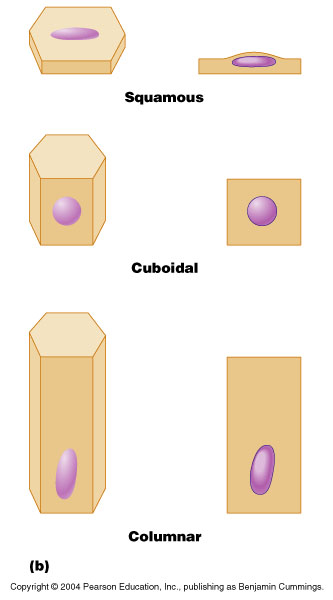 Squamous
Cuboidal
Columnar
(b)
Copyright © 2004 Pearson Education, Inc., publishing as Benjamin Cummings.